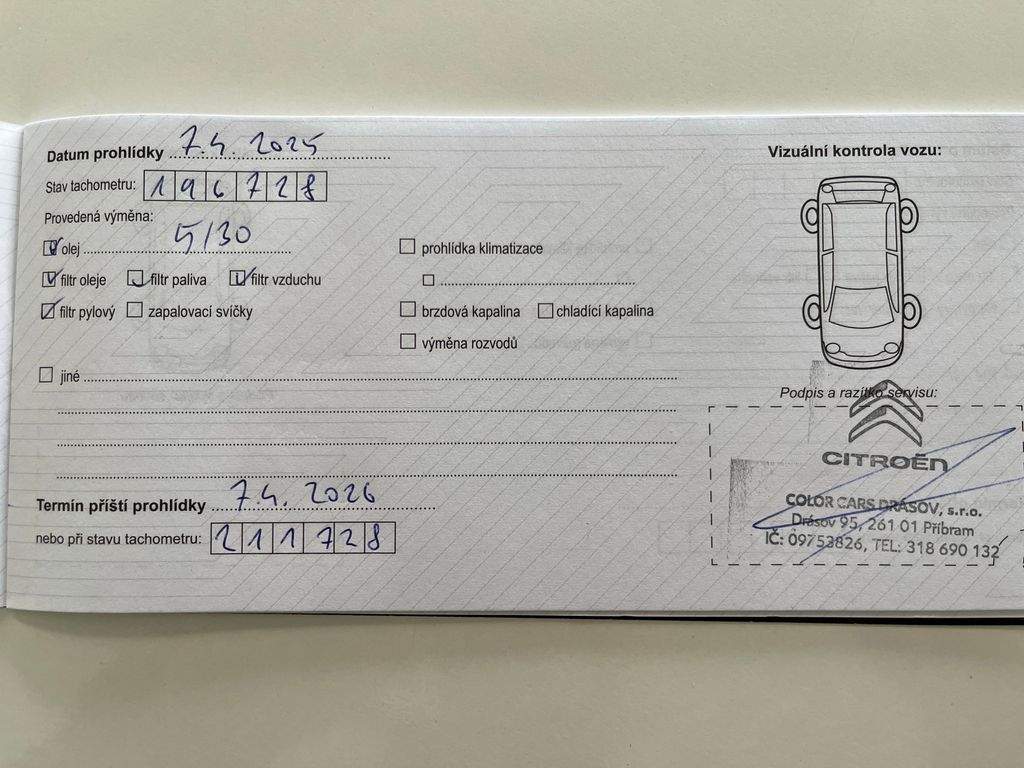 Datum prohlídky 7.4. 2025
Stav tachometru: 196728
Provedená výměna:
olej 5/30
filtr oleje filtr paliva filtr vzduchu
filtr pylový zapalovací svíčky
jiné
prohlídka klimatizace
brzdová kapalina chladící kapalina
výměna rozvodů
Termín příští prohlídky 7.4. 2026
nebo při stavu tachometru: 211728
Vizuální kontrola vozu:
Podpis a razítko servisu:
CITROËN
COLOR CARS DRÁSOV, s.r.o.
Drásov 95, 261 01 Příbram
IČ: 09753826, TEL: 318 690 132